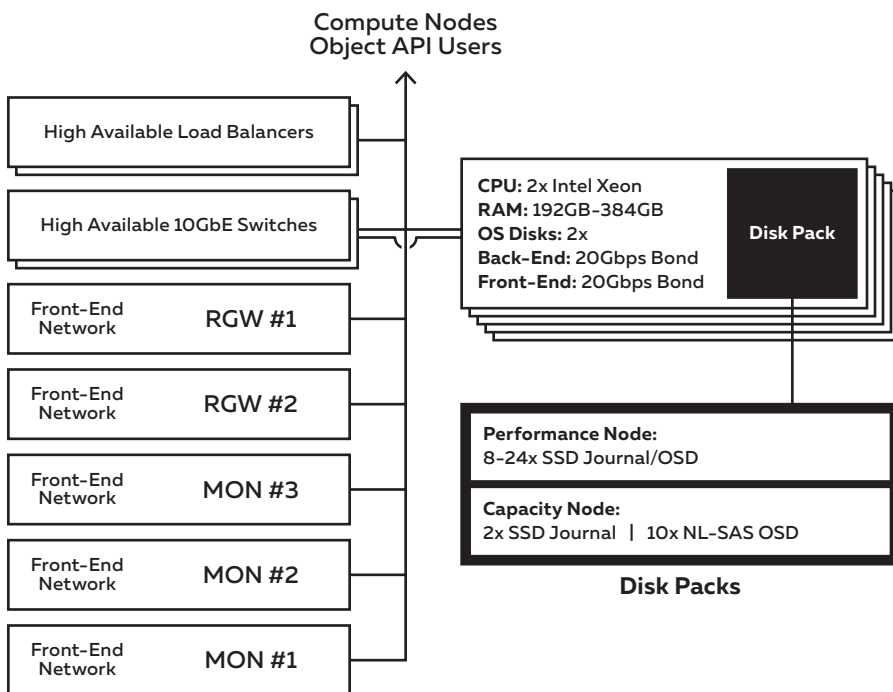 Compute Nodes
Object API Users
High Available Load Balancers
High Available 10GbE Switches
Front-End
Network
RGW #1
Front-End
Network
RGW #2
Front-End
Network
MON #3
Front-End
Network
MON #2
Front-End
Network
MON #1
CPU: 2x Intel Xeon
RAM: 192GB-384GB
OS Disks: 2x
Back-End: 20Gbps Bond
Front-End: 20Gbps Bond
Disk Pack
Performance Node:
8-24x SSD Journal/OSD
Capacity Node:
2x SSD Journal | 10x NL-SAS OSD
Disk Packs